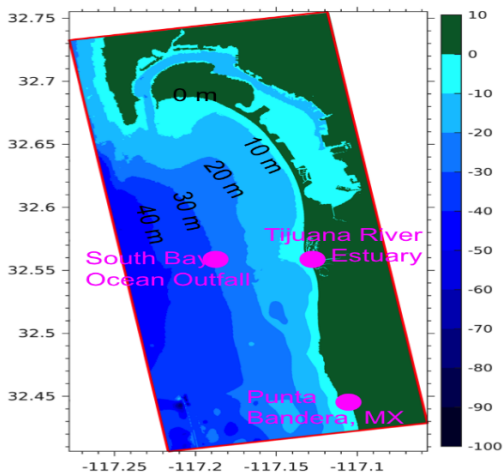 32.75
32.7
32.65
32.6
32.55
32.5
32.45
-117.25
-117.2
-117.15
-117.1
0 m
10 m
20 m
30 m
40 m
South Bay
Ocean Outfall
Tijuana River
Estuary
Punta
Bandera, MX
10
0
-10
-20
-30
-40
-50
-60
-70
-80
-90
-100